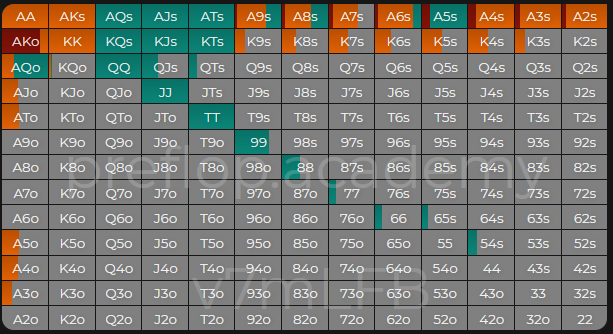 AA AKs AQs AJs ATs A9s A8s A7s A6s A5s A4s A3s A2s
AKo KK KQs KJs KTs K9s K8s K7s K6s K5s K4s K3s K2s
AQo KQo QQ QJs QTs Q9s Q8s Q7s Q6s Q5s Q4s Q3s Q2s
AJo KJo QJo JJ JTs J9s J8s J7s J6s J5s J4s J3s J2s
ATo KTo QTo JTo TT T9s T8s T7s T6s T5s T4s T3s T2s
A9o K9o Q9o J9o T9o 99 98s 97s 96s 95s 94s 93s 92s
A8o K8o Q8o J8o T8o 98o 88 87s 86s 85s 84s 83s 82s
preflop.academy
A7o K7o Q7o J7o T7o 97o 87o 77 76s 75s 74s 73s 72s
A6o K6o Q6o J6o T6o 96o 86o 76o 66 65s 64s 63s 62s
A5o K5o Q5o J5o T5o 95o 85o 75o 65o 55 54s 53s 52s
A4o K4o Q4o J4o T4o 94o 84o 74o 64o 54o 44 43s 42s
v7mLFB
A3o K3o Q3o J3o T3o 93o 83o 73o 63o 53o 43o 33 32s
A2o K2o Q2o J2o T2o 92o 82o 72o 62o 52o 42o 32o 22